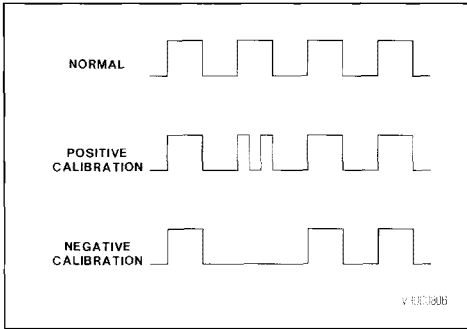 NORMAL
POSITIVE
CALIBRATION
NEGATIVE
CALIBRATION